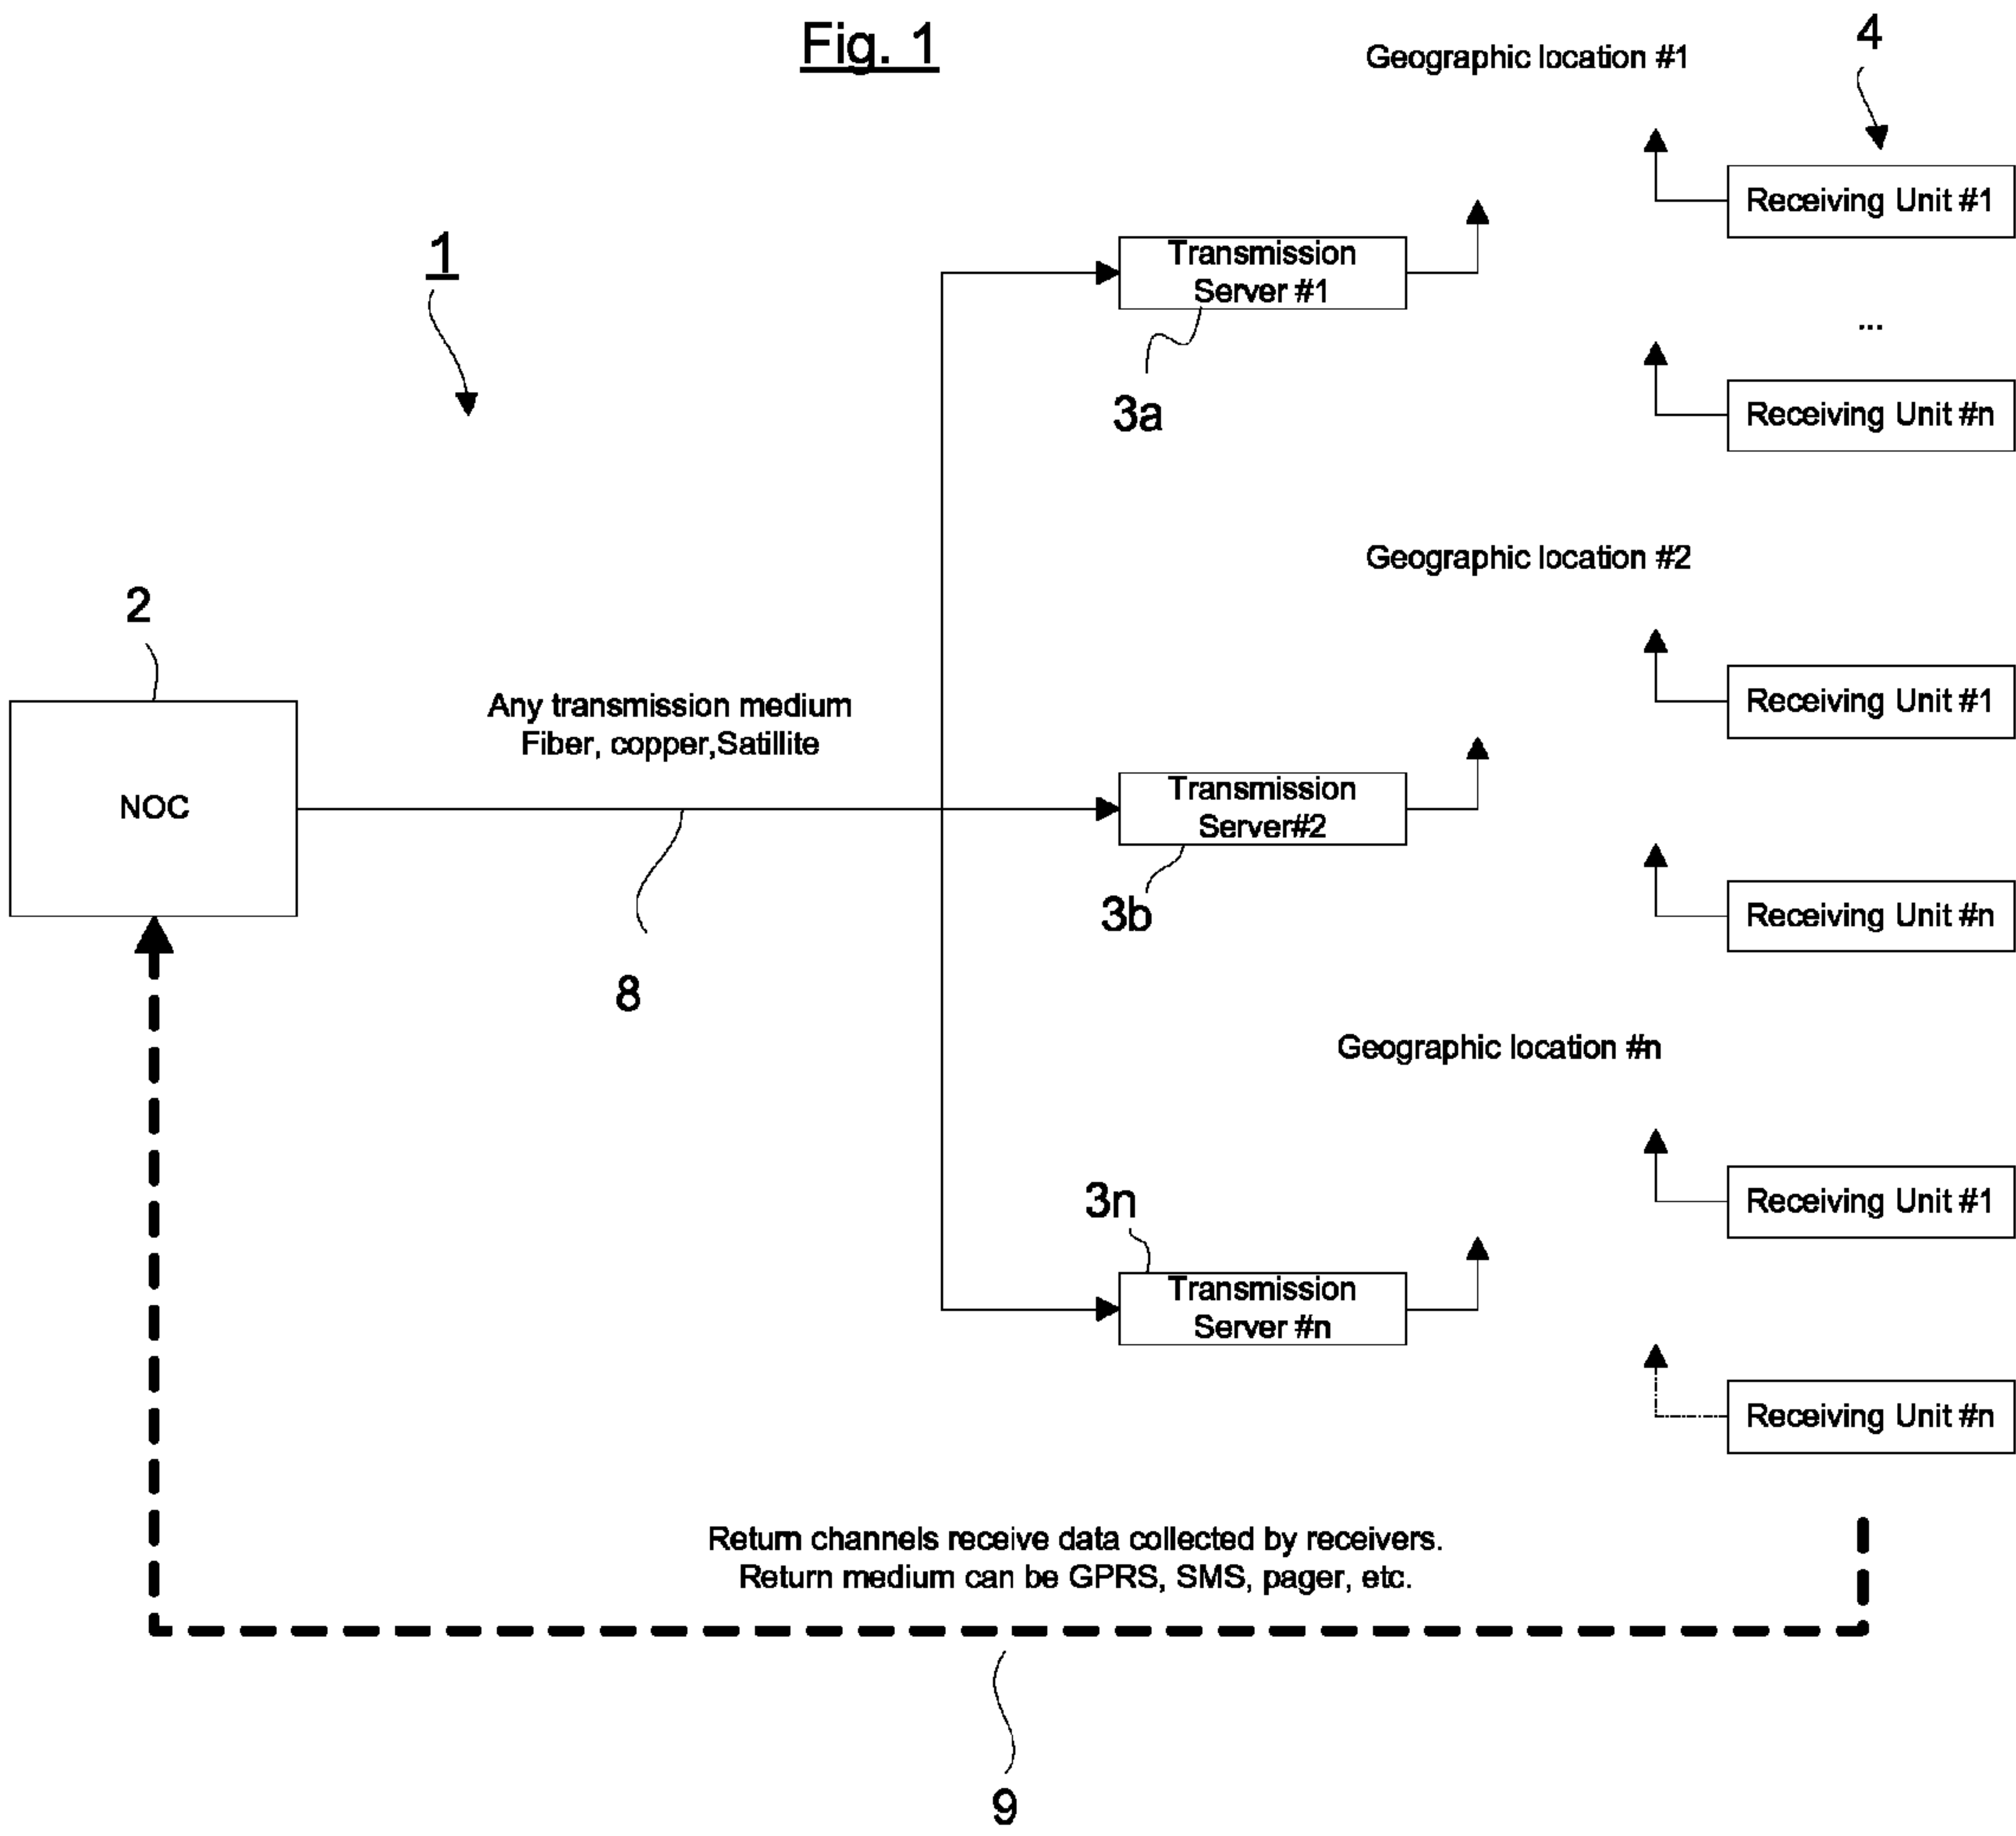 Fig. 1
Geographic location #1
4
Receiving Unit #1
1
Transmission
Server #1
...
3a
Receiving Unit #n
Geographic location #2
2
Receiving Unit #1
Any transmission medium
Fiber, copper,Satillite
NOC
Transmission
Server#2
3b
Receiving Unit #n
8
Geographic location #n
3n
Receiving Unit #1
Transmission
Server #n
Receiving Unit #n
Return channels receive data collected by receivers.
Return medium can be GPRS, SMS, pager, etc.
9